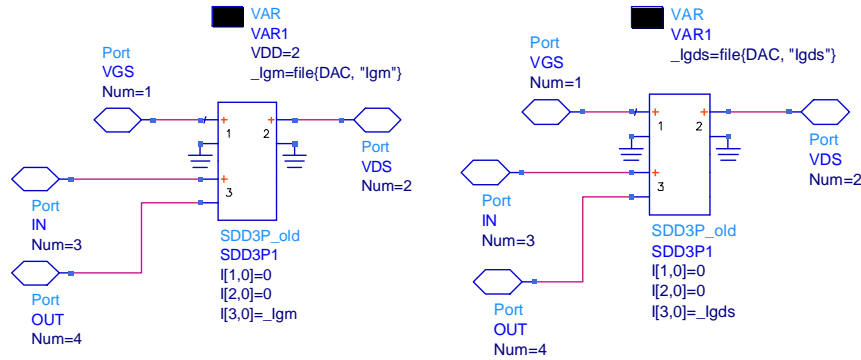 VAR
VAR1
VDD=2
_Igm=file{DAC, "Igm"}
Port
VGS
Num=1
1
2
3
Port
VDS
Num=2
Port
IN
Num=3
Port
OUT
Num=4
SDD3P_old
SDD3P1
I[1,0]=0
I[2,0]=0
I[3,0]=_Igm
VAR
VAR1
_Igds=file{DAC, "Igds"}
Port
VGS
Num=1
1
2
3
Port
VDS
Num=2
Port
IN
Num=3
Port
OUT
Num=4
SDD3P_old
SDD3P1
I[1,0]=0
I[2,0]=0
I[3,0]=_Igds